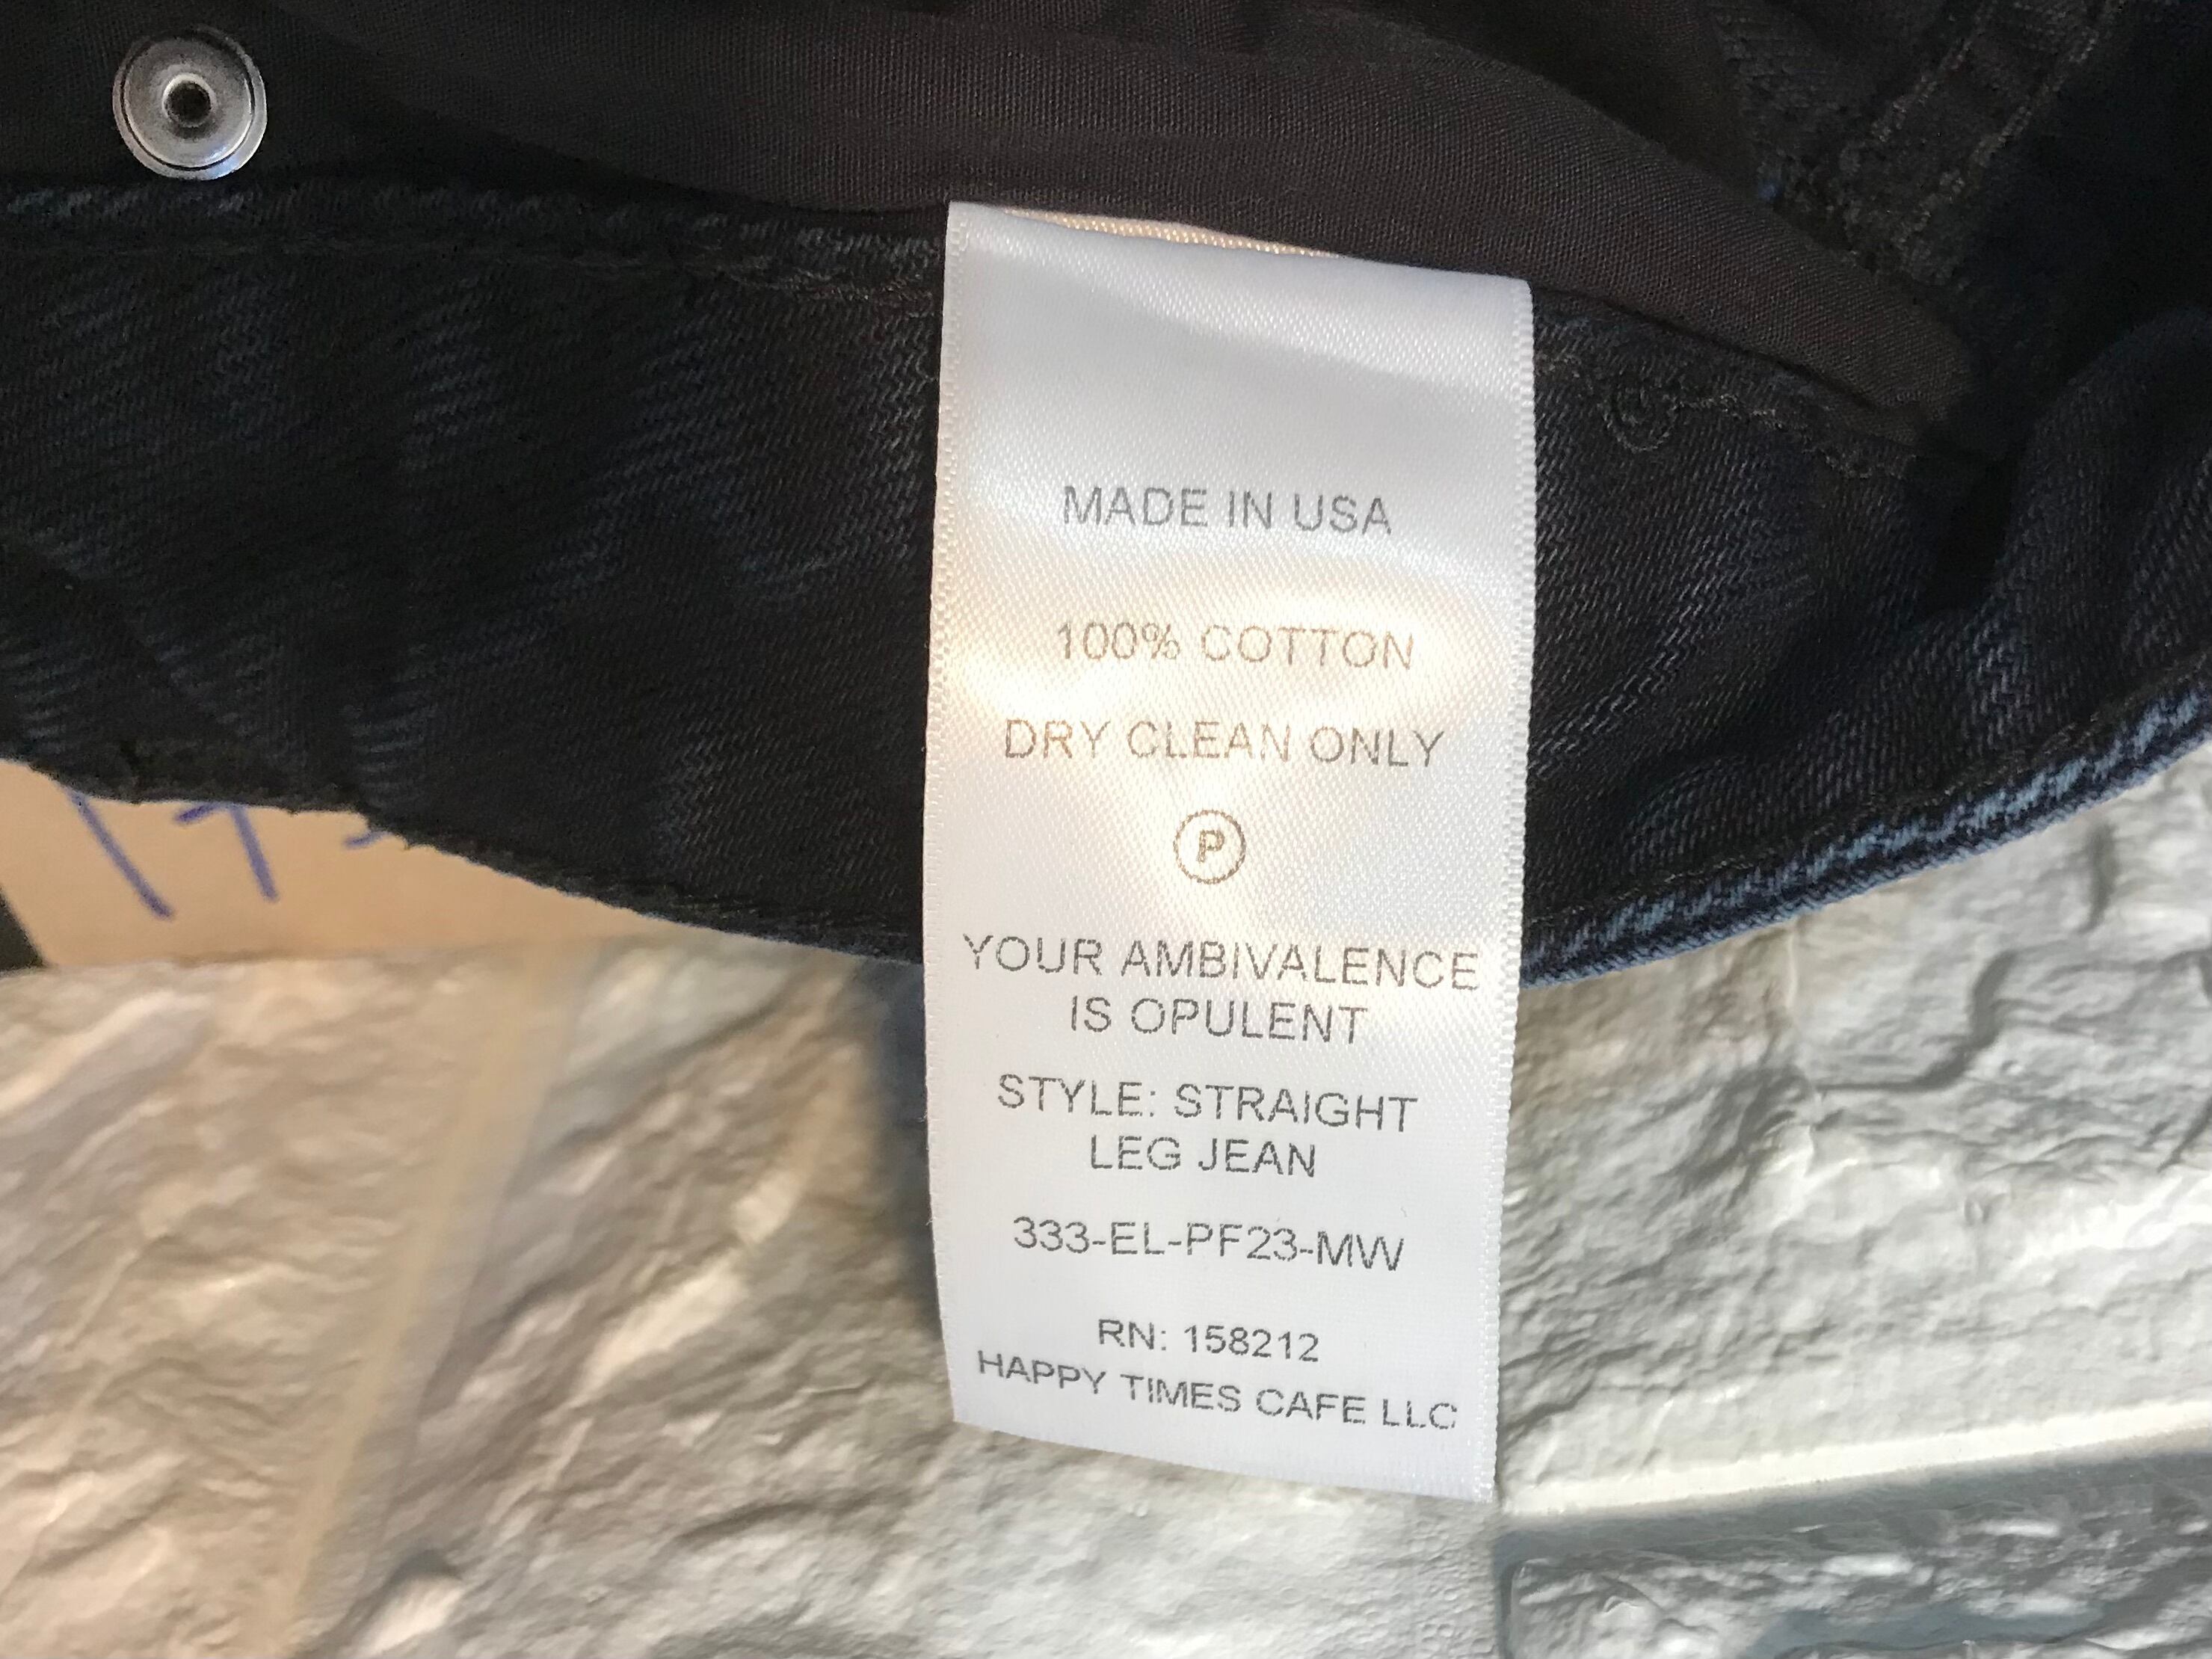 MADE IN USA
100% COTTON
DRY CLEAN ONLY
P
YOUR AMBIVALENCE
IS OPULENT
STYLE: STRAIGHT
LEG JEAN
333-EL-PF23-MW
RN: 158212
HAPPY TIMES CAFE LLC